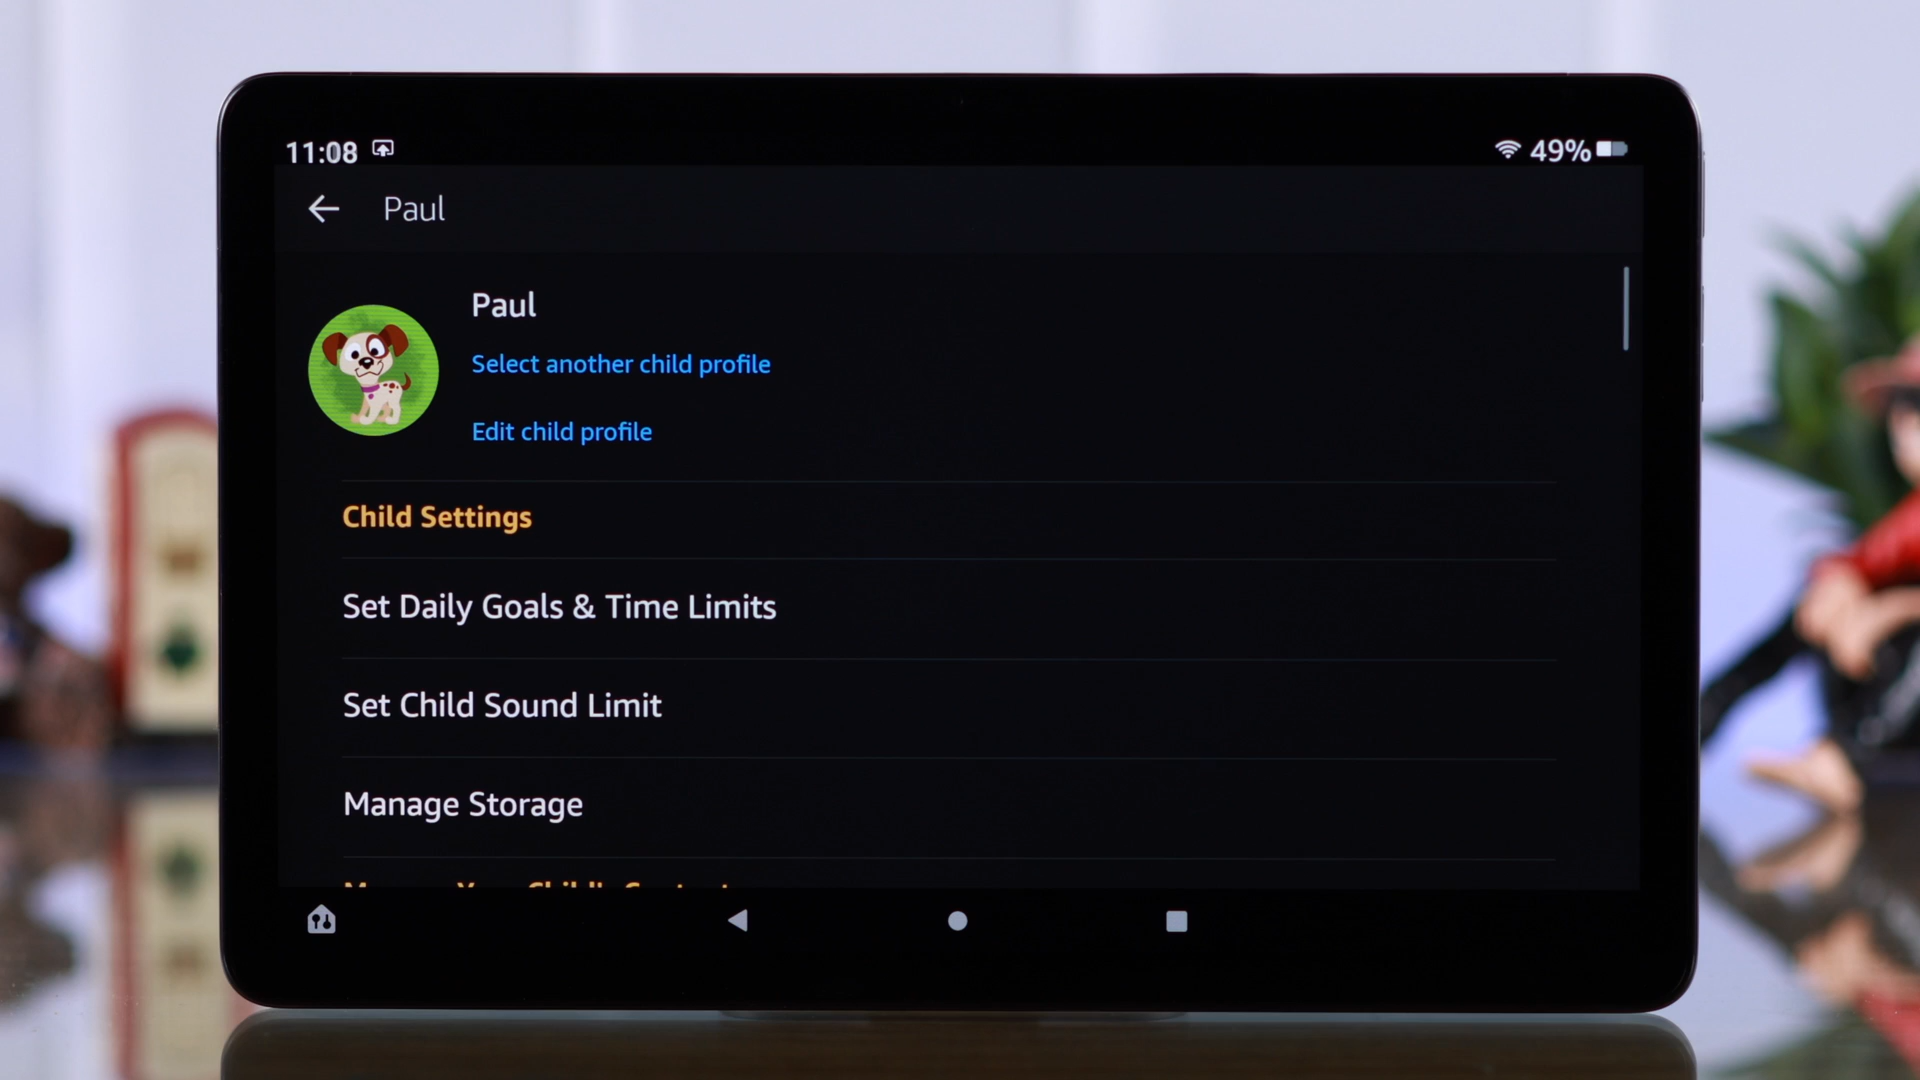 11:08
49%
Paul
Paul
Select another child profile
Edit child profile
Child Settings
Set Daily Goals & Time Limits
Set Child Sound Limit
Manage Storage